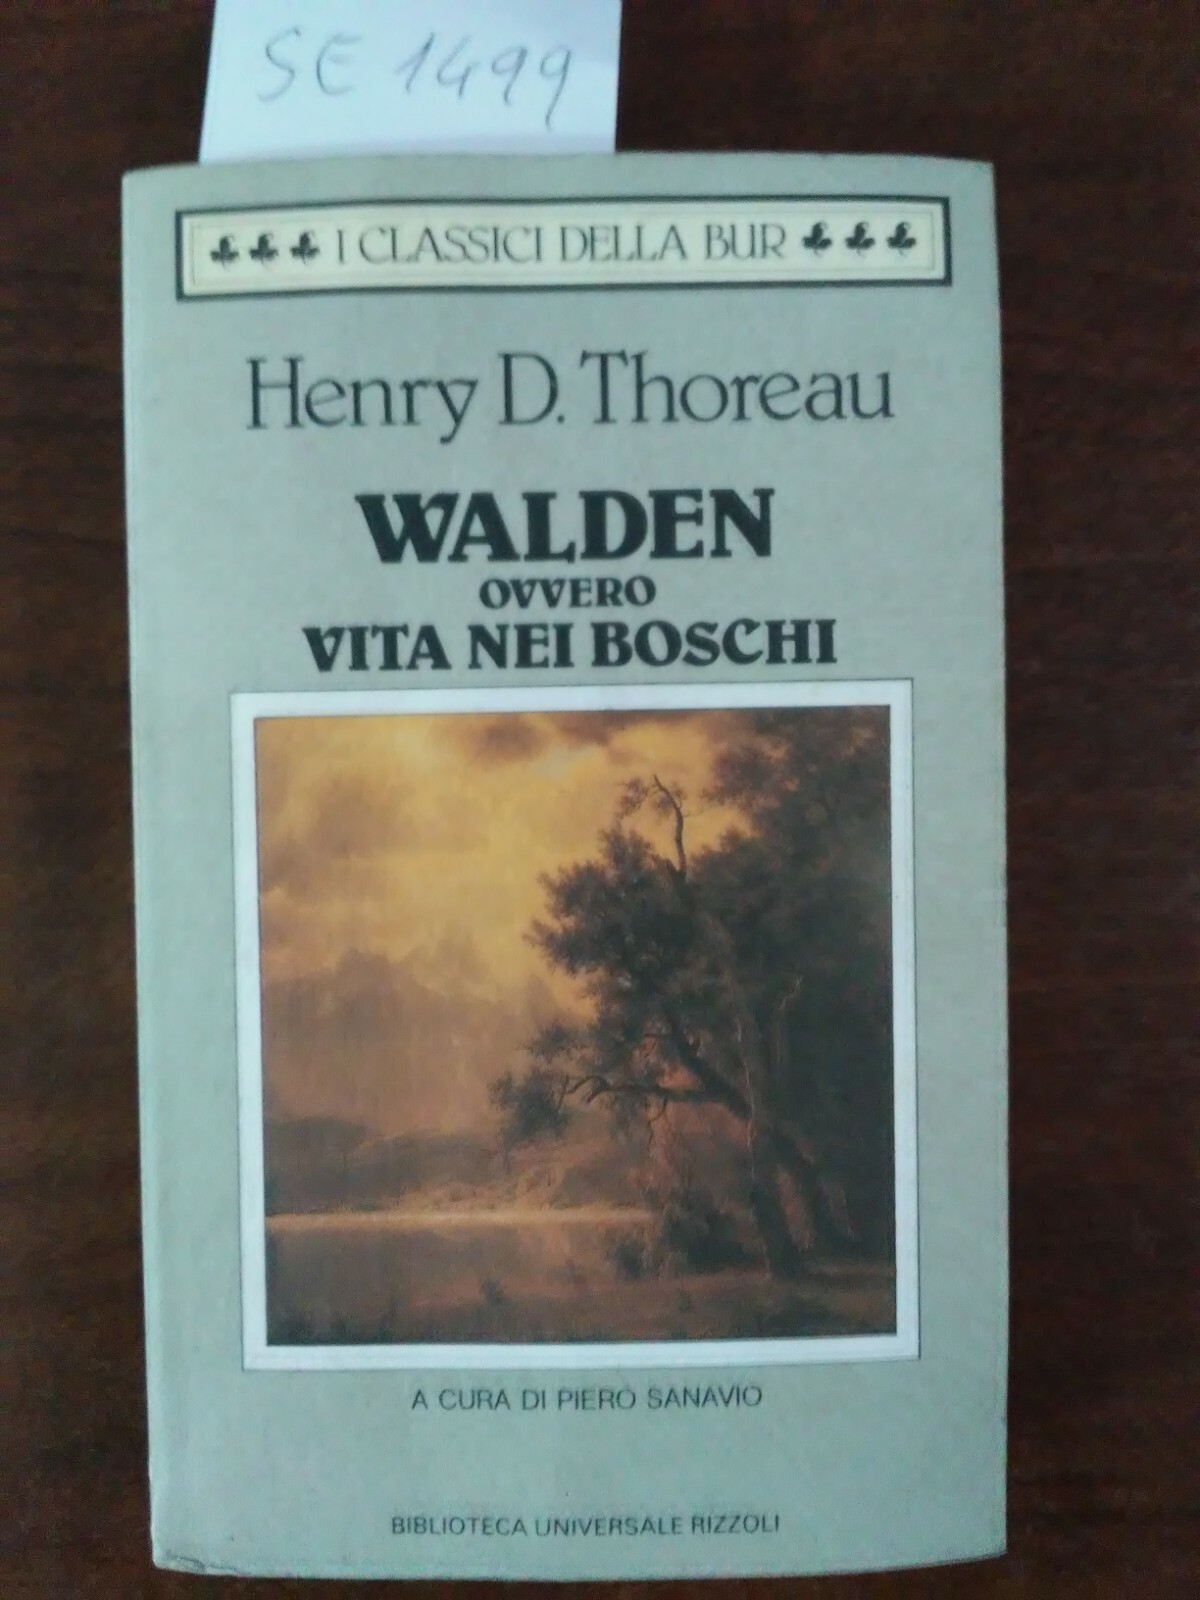 SE 1499
I CLASSICI DELLA BUR
Henry D. Thoreau
WALDEN
OVVERO
VITA NEI BOSCHI
A CURA DI PIERO SANAVIO
BIBLIOTECA UNIVERSALE RIZZOLI